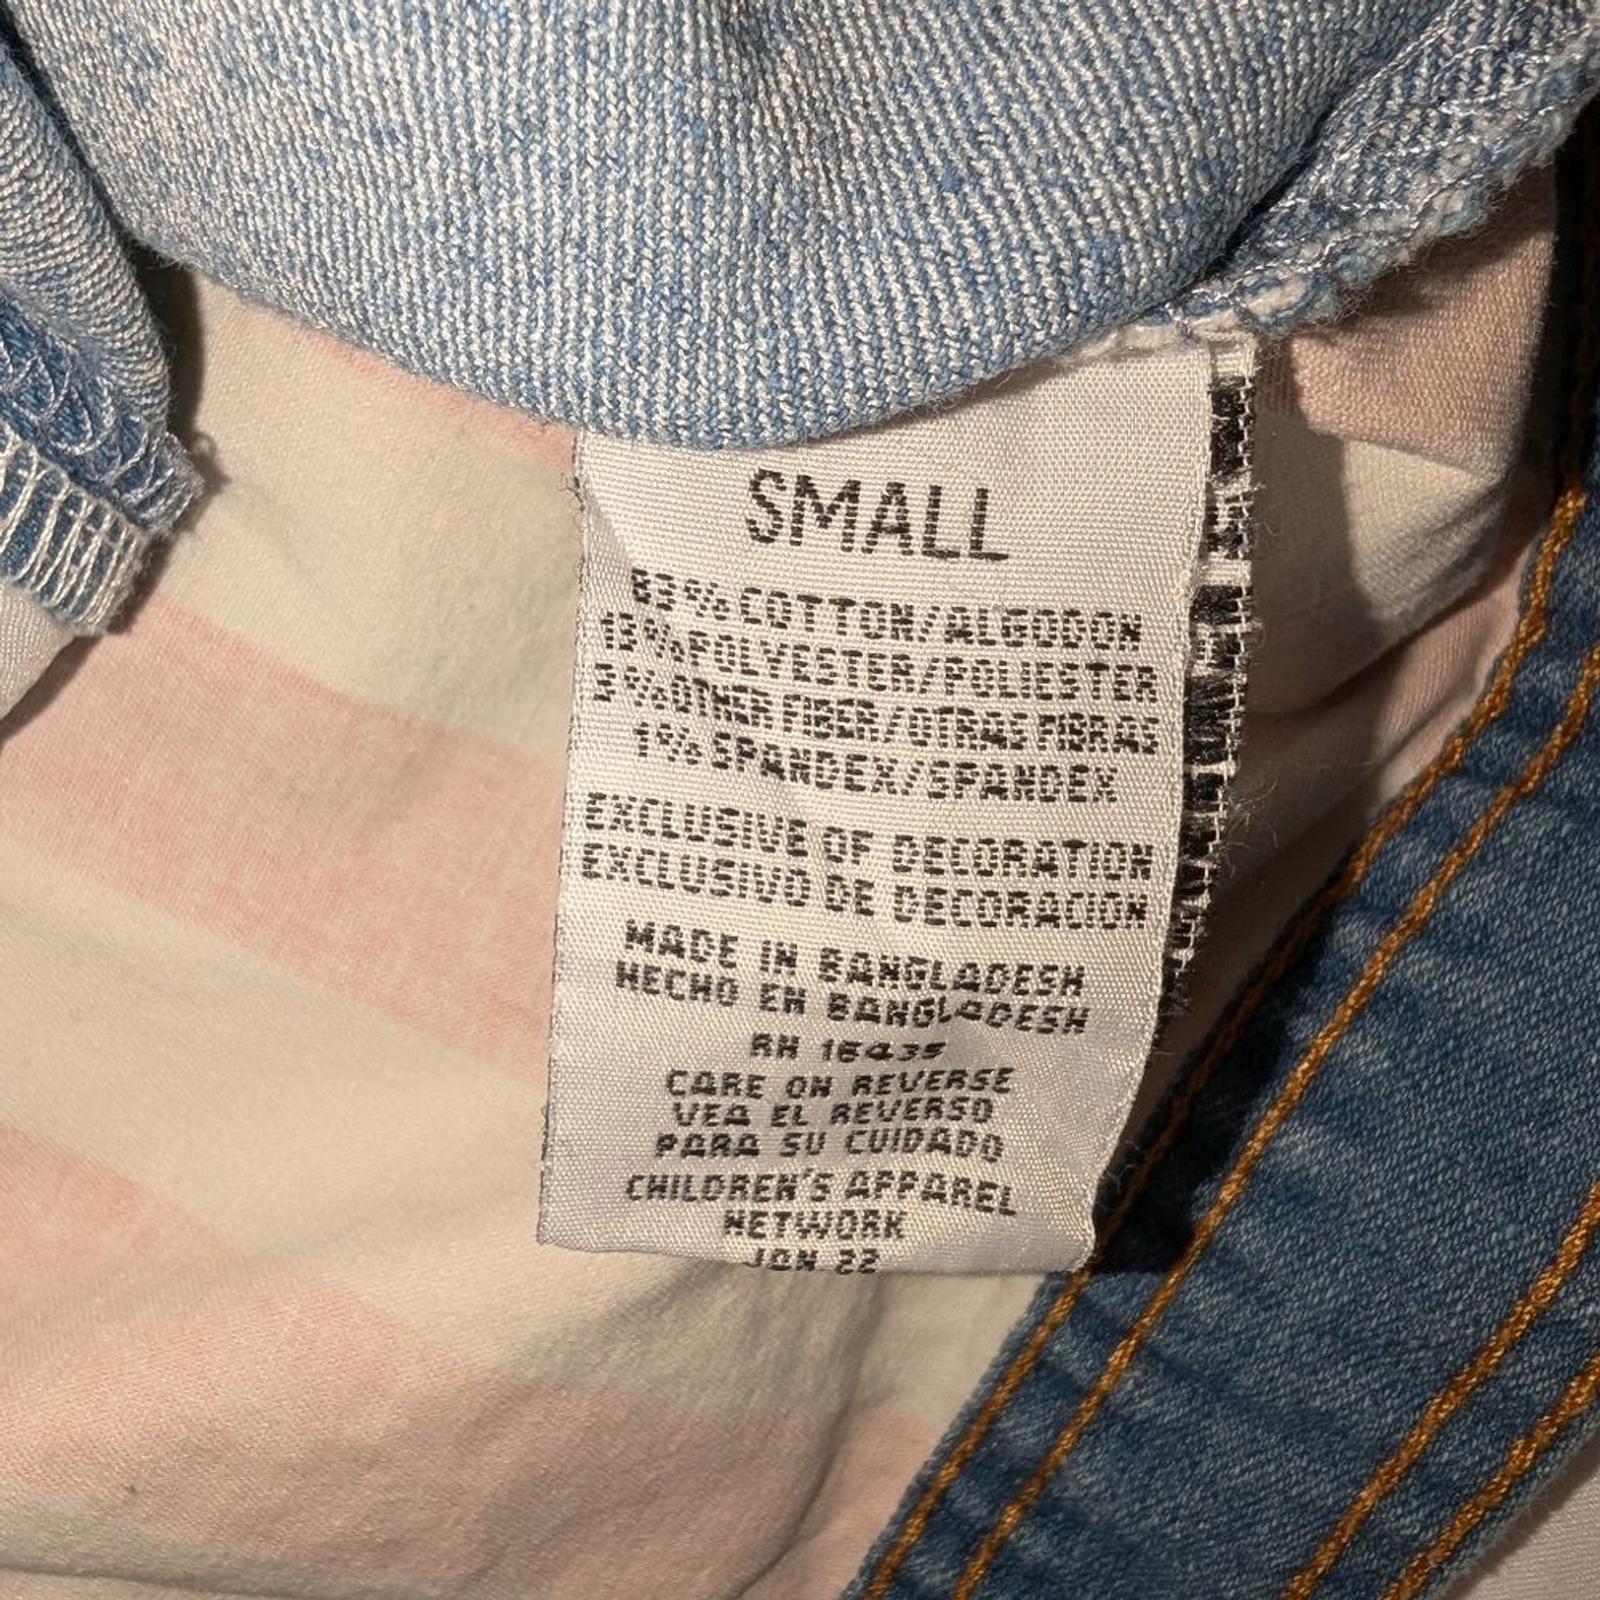 SMALL
83% COTTON/ALGODON
13% POLYESTER/POLIESTER
3% OTHER FIBER/OTRAS FIBRAS
1% SPANDEX/SPANDEX
EXCLUSIVE OF DECORATION
EXCLUSIVO DE DECORACION
MADE IN BANGLADESH
HECHO EN BANGLADESH
RN 16435
CARE ON REVERSE
VEA EL REVERSO
PARA SU CUIDADO
CHILDREN'S APPAREL
NETWORK
JAN 22